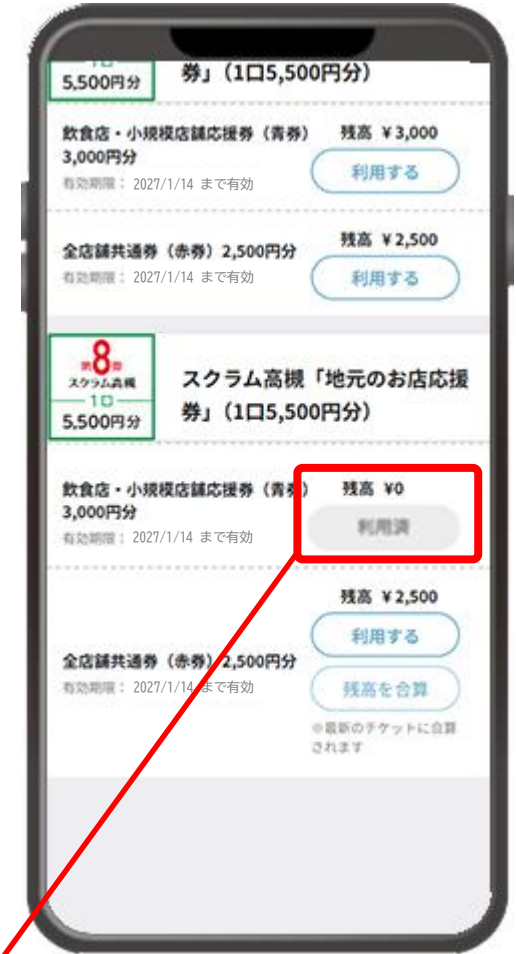 5,500円分
券」（1口5,500円分）
飲食店・小規模店舗応援券（青券）
3,000円分
有効期限： 2027/1/14 まで有効
残高 ￥3,000
利用する
全店舗共通券（赤券）2,500円分
有効期限： 2027/1/14 まで有効
残高 ￥2,500
利用する
第8弾
スクラム高槻
1口
5,500円分
スクラム高槻「地元のお店応援
券」（1口5,500円分）
飲食店・小規模店舗応援券（青券）
3,000円分
有効期限： 2027/1/14 まで有効
残高 ¥0
利用済
全店舗共通券（赤券）2,500円分
有効期限： 2027/1/14 まで有効
残高 ￥2,500
利用する
残高を合算
※最新のチケットに合算
されます